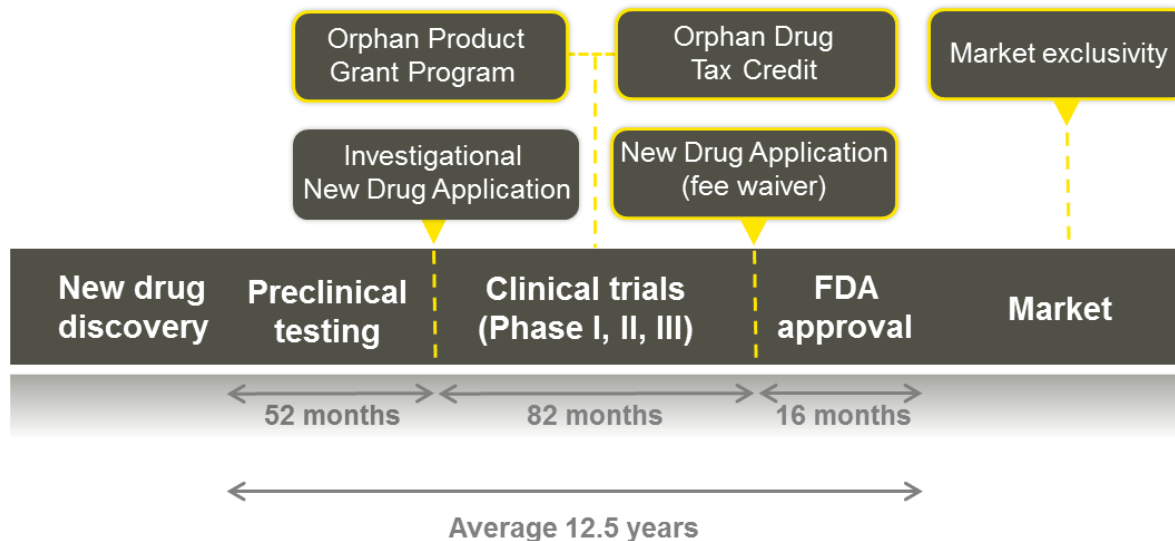 Orphan Product
Grant Program
Orphan Drug
Tax Credit
Market exclusivity
Investigational
New Drug Application
New Drug Application
(fee waiver)
New drug
discovery
Preclinical
testing
Clinical trials
(Phase I, II, III)
FDA
approval
Market
52 months
82 months
16 months
Average 12.5 years